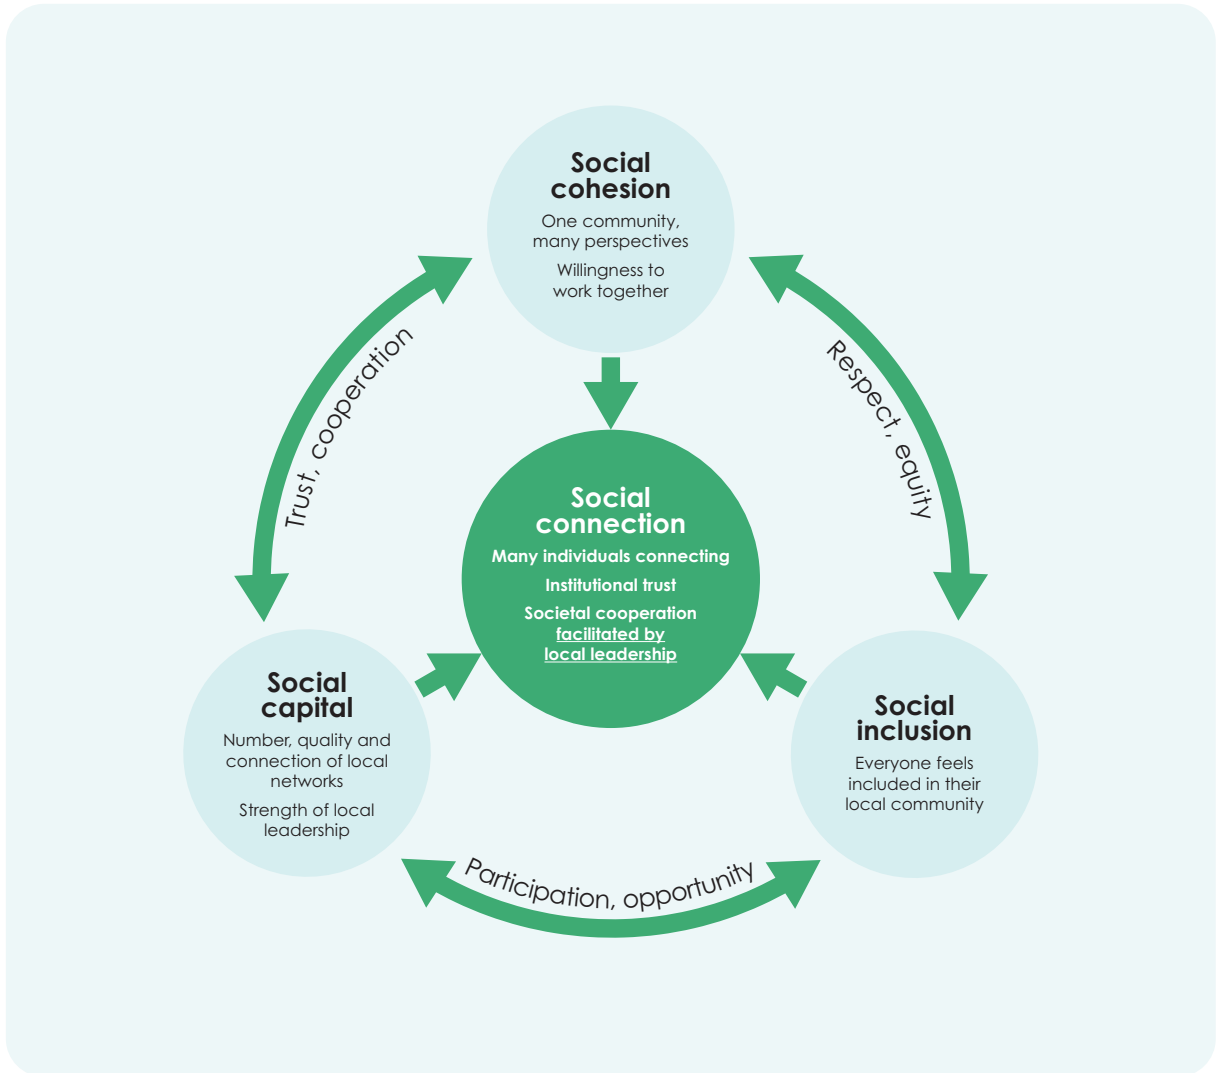 Social
cohesion
One community,
many perspectives
Willingness to
work together
Trust, cooperation
Respect, equity
Social
connection
Many individuals connecting
Institutional trust
Societal cooperation
facilitated by
local leadership
Social
capital
Number, quality and
connection of local
networks
Strength of local
leadership
Social
inclusion
Everyone feels
included in their
local community
Participation, opportunity